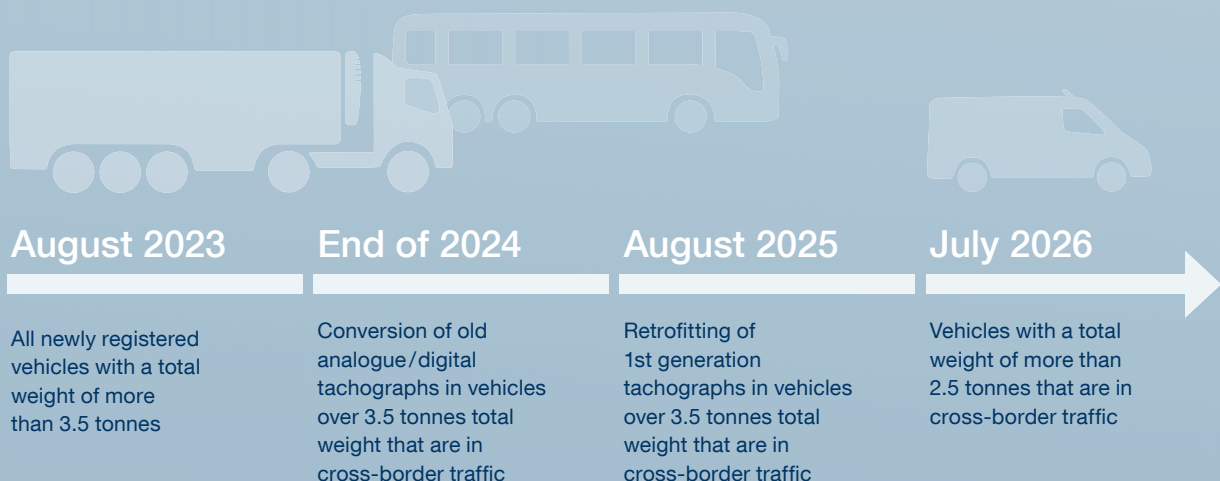 August 2023
All newly registered
vehicles with a total
weight of more
than 3.5 tonnes
End of 2024
Conversion of old
analogue/digital
tachographs in vehicles
over 3.5 tonnes total
weight that are in
cross-border traffic
August 2025
Retrofitting of
1st generation
tachographs in vehicles
over 3.5 tonnes total
weight that are in
cross-border traffic
July 2026
Vehicles with a total
weight of more than
2.5 tonnes that are in
cross-border traffic